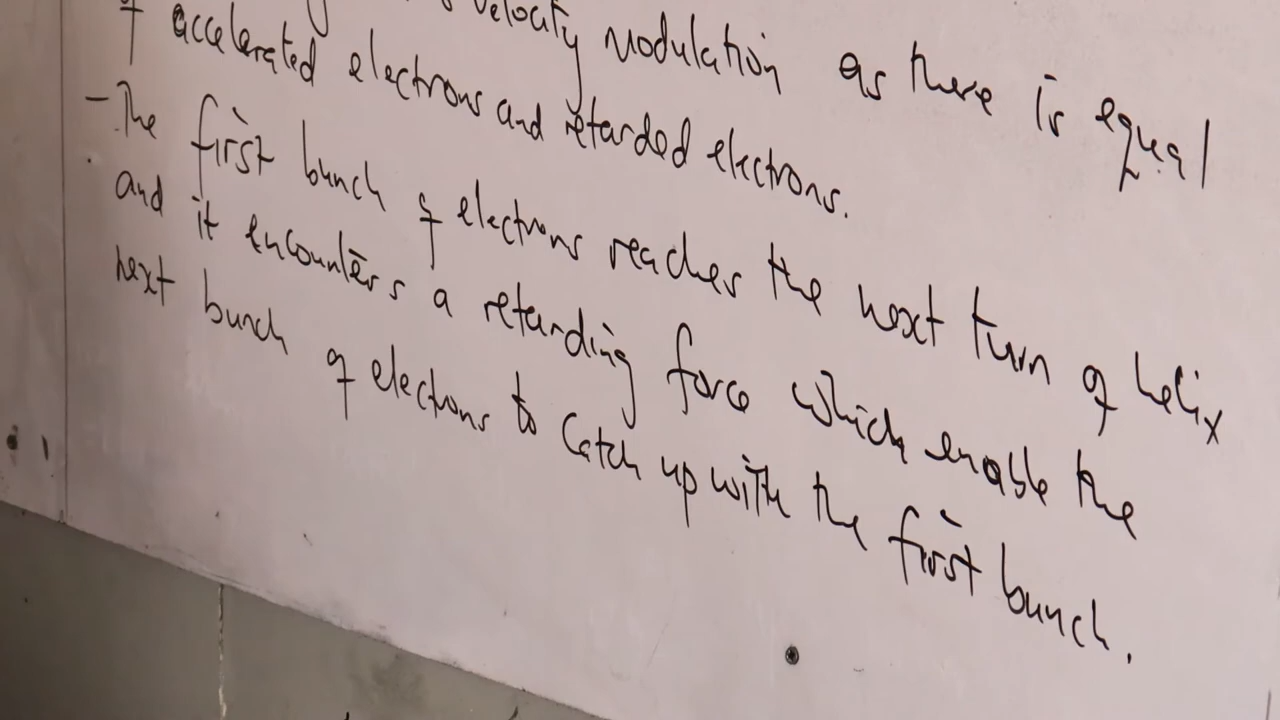 velocity modulation as there is equal
of accelerated electrons and retarded electrons.
- The first bunch of electrons reaches the next turn of helix
and it encounters a retarding force which enable the
next bunch of electrons to catch up with the first bunch.